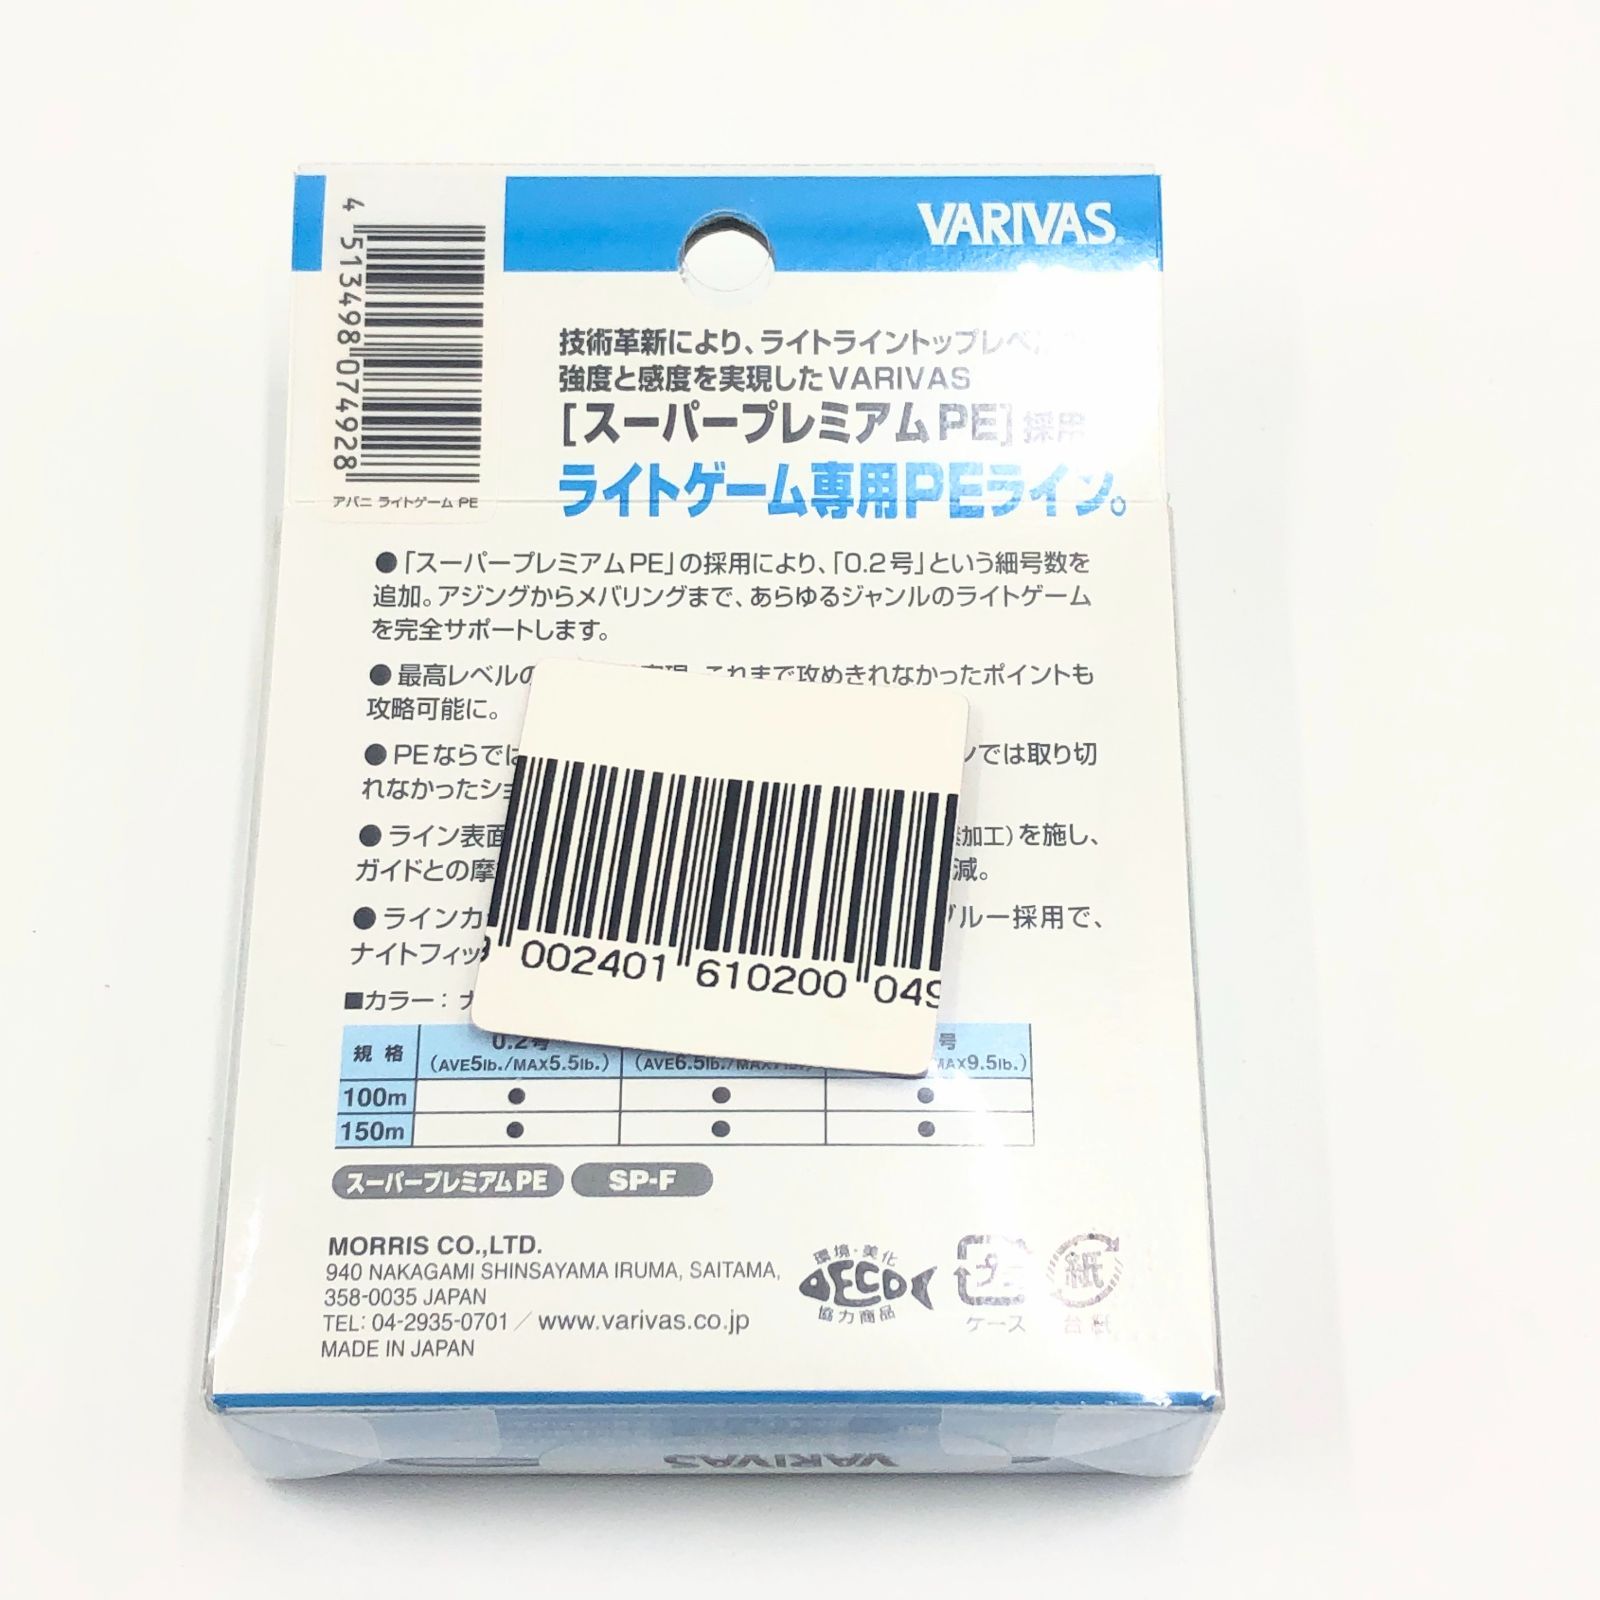 VARIVAS
4 513498 074928
アバニ ライトゲーム PE
技術革新により、ライトライントップレベ
強度と感度を実現したVARIVAS
[スーパープレミアムPE]採用
ライトゲーム専用PEライン。
●「スーパープレミアムPE」の採用により、「0.2号」という細号数を
追加。アジングからメバリングまで、あらゆるジャンルのライトゲーム
を完全サポートします。
●最高レベルの 実現 これまで攻めきれなかったポイントも
攻略可能に。
●PEならでは では取り切
れなかったショ
●ライン表面 加工)を施し、
ガイドとの摩 減。
●ラインカ ブルー採用で、
ナイトフィッ
002401 610200 049
■カラー：ナ
規格 0.2号 号
(AVE5lb./MAX5.5lb.) (AVE6.5lb./MAX MAX9.5lb.)
100m ● ● ●
150m ● ● ●
スーパープレミアムPE SP-F
MORRIS CO.,LTD.
940 NAKAGAMI SHINSAYAMA IRUMA, SAITAMA,
358-0035 JAPAN
TEL: 04-2935-0701／www.varivas.co.jp
MADE IN JAPAN
環境・美化
DECO
協力商品
プラ
ケース
紙
台紙
VARIVAS